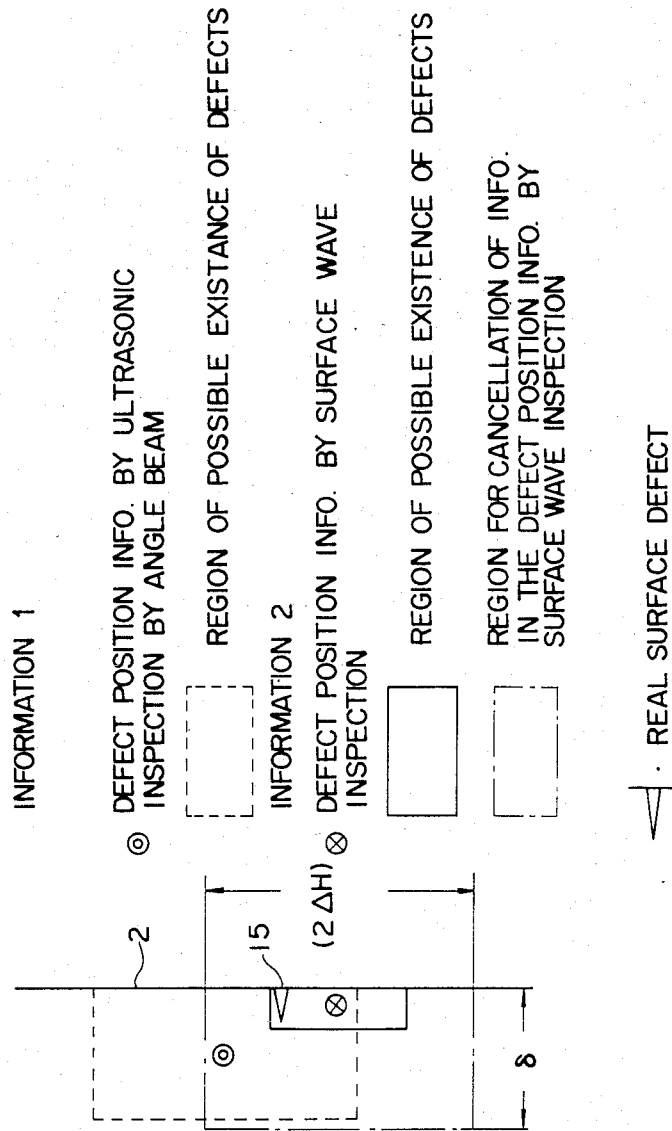 INFORMATION 1
DEFECT POSITION INFO. BY ULTRASONIC
INSPECTION BY ANGLE BEAM
REGION OF POSSIBLE EXISTANCE OF DEFECTS
INFORMATION 2
DEFECT POSITION INFO. BY SURFACE WAVE
INSPECTION
REGION OF POSSIBLE EXISTENCE OF DEFECTS
REGION FOR CANCELLATION OF INFO.
IN THE DEFECT POSITION INFO. BY
SURFACE WAVE INSPECTION
REAL SURFACE DEFECT
2
15
(2ΔH)
δ